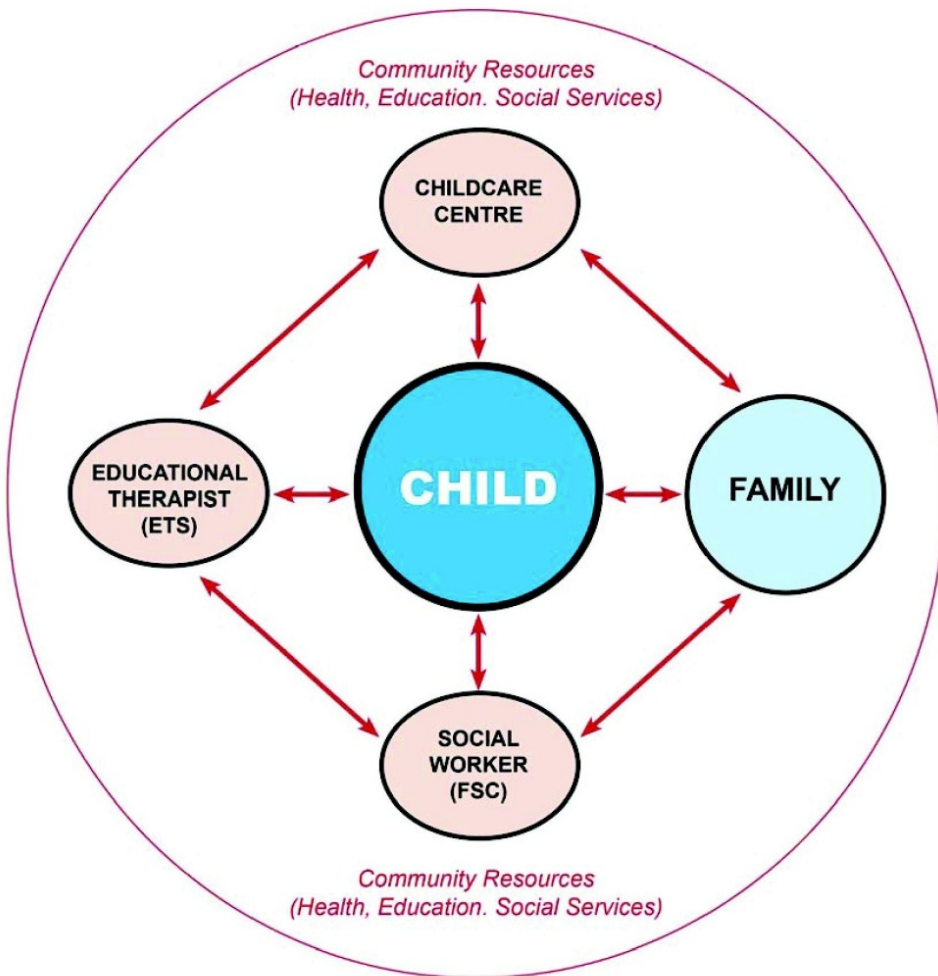 Community Resources
(Health, Education. Social Services)
CHILDCARE
CENTRE
EDUCATIONAL
THERAPIST
(ETS)
CHILD
FAMILY
SOCIAL
WORKER
(FSC)
Community Resources
(Health, Education. Social Services)